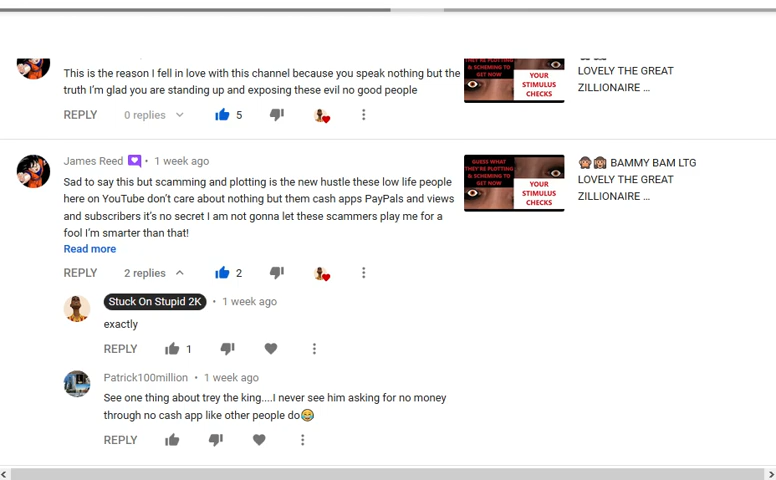 This is the reason I fell in love with this channel because you speak nothing but the
truth I’m glad you are standing up and exposing these evil no good people
REPLY 0 replies 5
THEY'RE PLOTTING
& SCHEMING TO
GET NOW
YOUR
STIMULUS
CHECKS
LOVELY THE GREAT
ZILLIONAIRE ...
James Reed • 1 week ago
Sad to say this but scamming and plotting is the new hustle these low life people
here on YouTube don’t care about nothing but them cash apps PayPals and views
and subscribers it’s no secret I am not gonna let these scammers play me for a
fool I’m smarter than that!
Read more
REPLY 2 replies 2
GUESS WHAT
THEY'RE PLOTTING
& SCHEMING TO
GET NOW
YOUR
STIMULUS
CHECKS
🙈🙈 BAMMY BAM LTG
LOVELY THE GREAT
ZILLIONAIRE ...
Stuck On Stupid 2K • 1 week ago
exactly
REPLY 1
Patrick100million • 1 week ago
See one thing about trey the king....I never see him asking for no money
through no cash app like other people do😂
REPLY